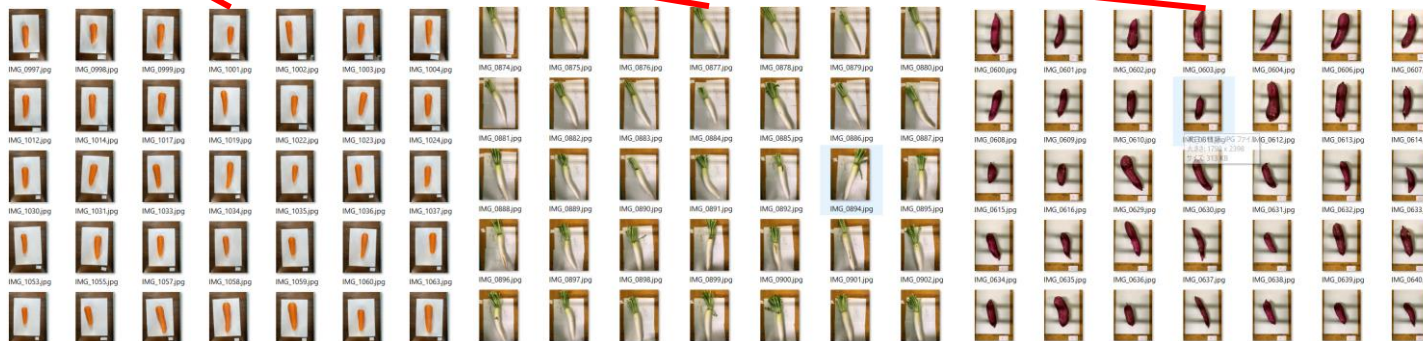 IMG_0997.jpg IMG_0998.jpg IMG_0999.jpg IMG_1001.jpg IMG_1002.jpg IMG_1003.jpg IMG_1004.jpg
IMG_1012.jpg IMG_1014.jpg IMG_1017.jpg IMG_1019.jpg IMG_1022.jpg IMG_1023.jpg IMG_1024.jpg
IMG_1030.jpg IMG_1031.jpg IMG_1033.jpg IMG_1034.jpg IMG_1035.jpg IMG_1036.jpg IMG_1037.jpg
IMG_1053.jpg IMG_1055.jpg IMG_1057.jpg IMG_1058.jpg IMG_1059.jpg IMG_1060.jpg IMG_1063.jpg
IMG_0874.jpg IMG_0875.jpg IMG_0876.jpg IMG_0877.jpg IMG_0878.jpg IMG_0879.jpg IMG_0880.jpg
IMG_0881.jpg IMG_0882.jpg IMG_0883.jpg IMG_0884.jpg IMG_0885.jpg IMG_0886.jpg IMG_0887.jpg
IMG_0888.jpg IMG_0889.jpg IMG_0890.jpg IMG_0891.jpg IMG_0892.jpg IMG_0894.jpg IMG_0895.jpg
IMG_0896.jpg IMG_0897.jpg IMG_0898.jpg IMG_0899.jpg IMG_0900.jpg IMG_0901.jpg IMG_0902.jpg
IMG_0600.jpg IMG_0601.jpg IMG_0602.jpg IMG_0603.jpg IMG_0604.jpg IMG_0606.jpg IMG_0607
IMG_0608.jpg IMG_0609.jpg IMG_0610.jpg IMG_0612.jpg IMG_0613.jpg IMG_0614
IMG_0615.jpg IMG_0616.jpg IMG_0629.jpg IMG_0630.jpg IMG_0631.jpg IMG_0632.jpg
IMG_0634.jpg IMG_0635.jpg IMG_0636.jpg IMG_0637.jpg IMG_0638.jpg IMG_0639.jpg IMG_0640